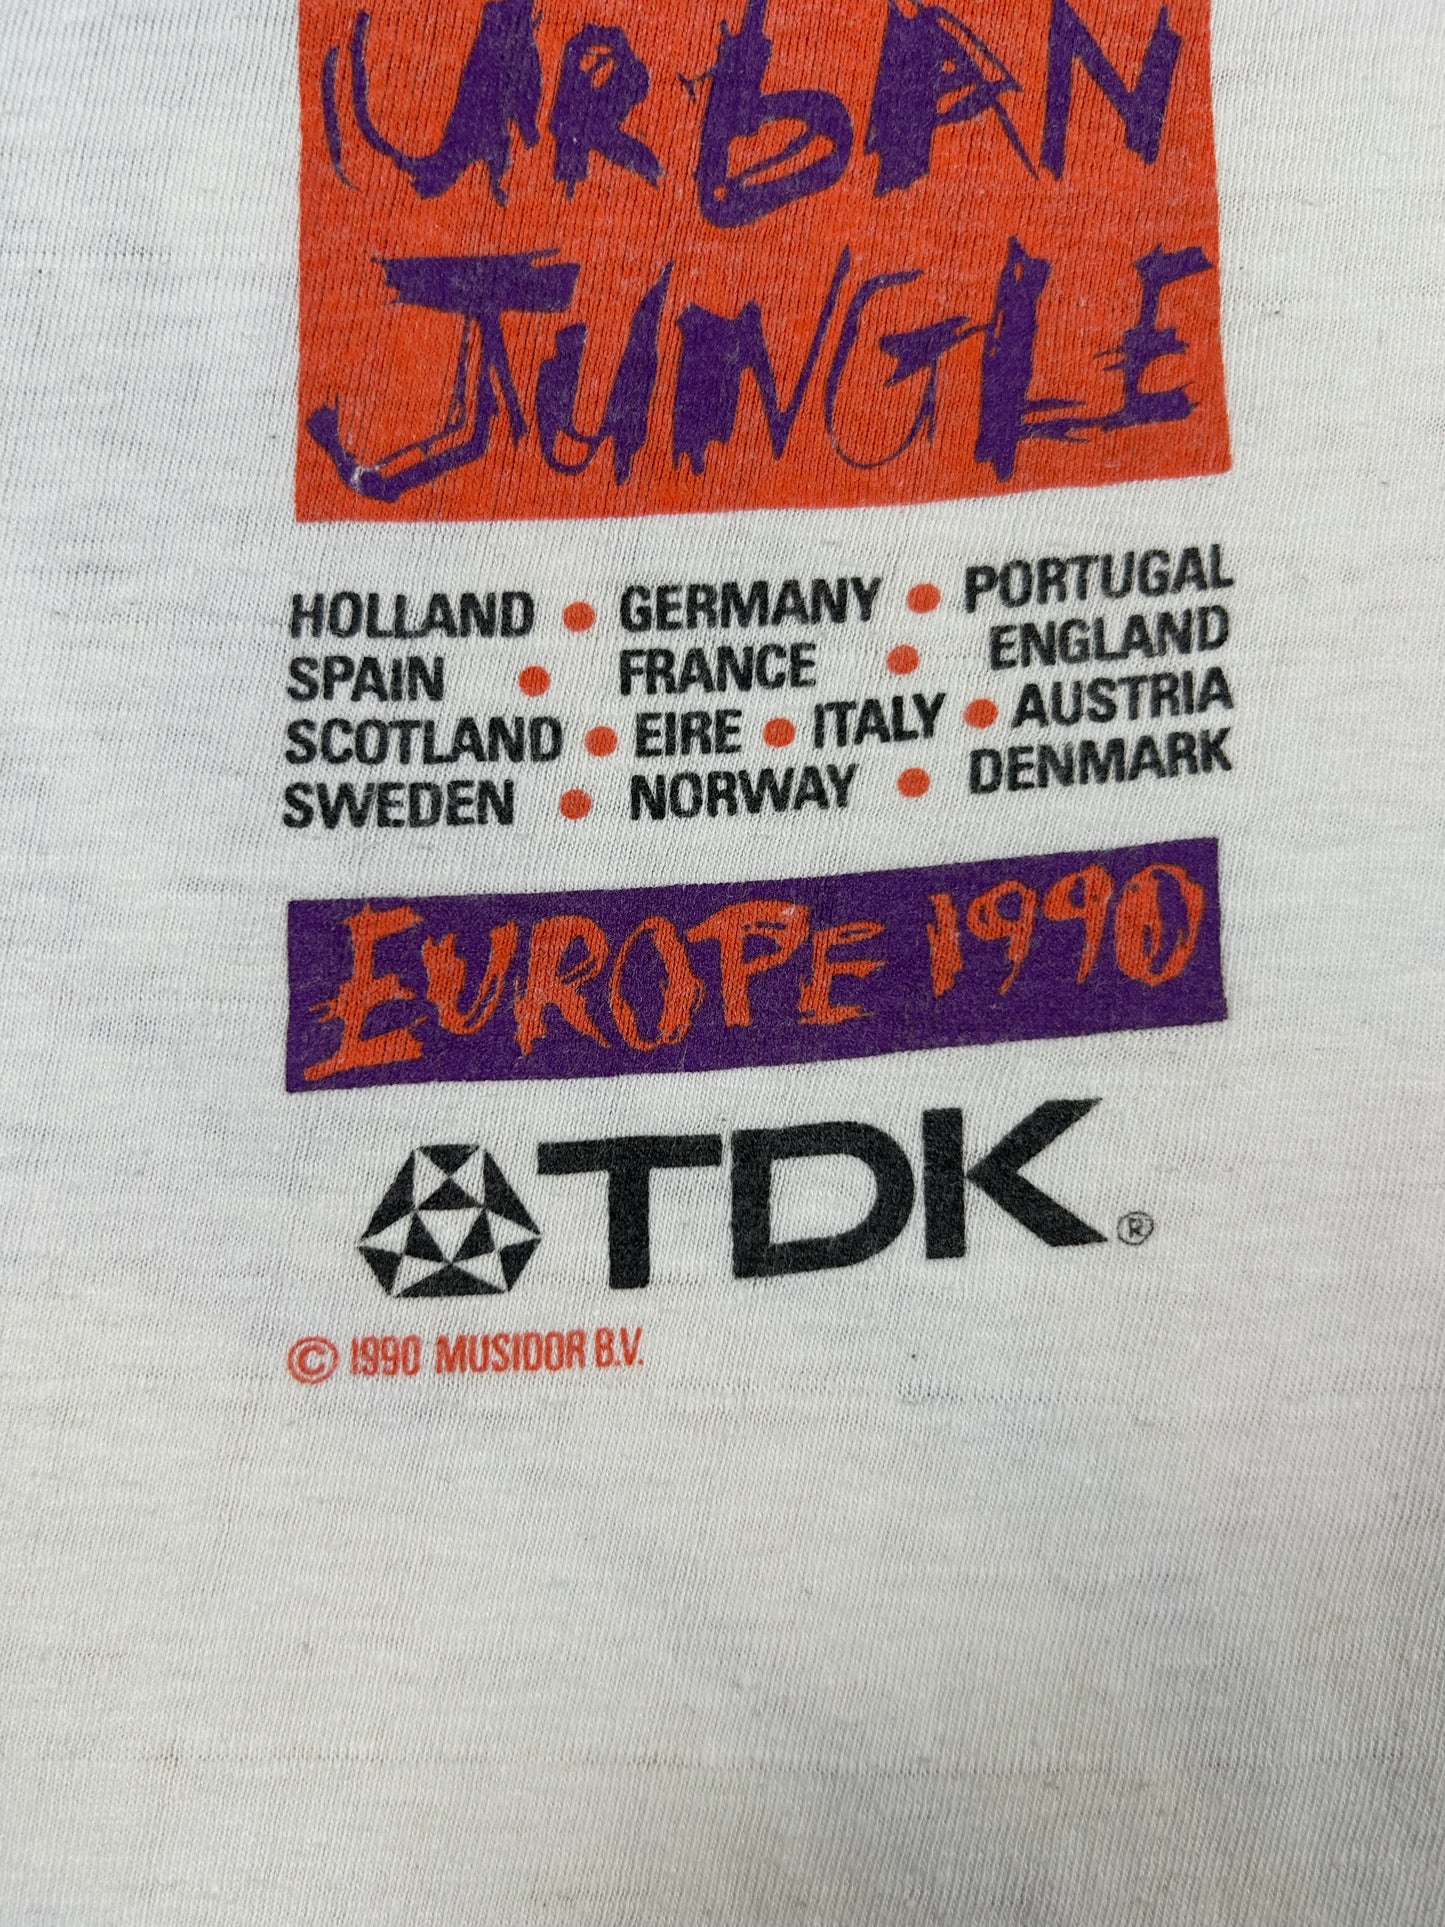 URBAN
JUNGLE
HOLLAND • GERMANY • PORTUGAL
SPAIN • FRANCE • ENGLAND
SCOTLAND • EIRE • ITALY • AUSTRIA
SWEDEN • NORWAY • DENMARK
EUROPE 1990
TDK®
© 1990 MUSIDOR B.V.